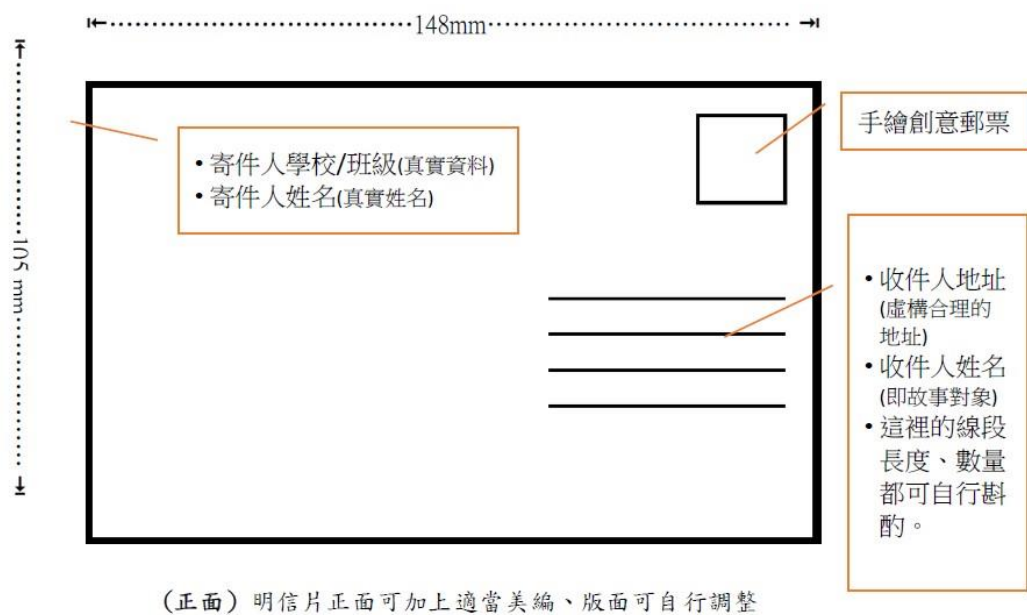 148mm
105 mm
• 寄件人學校/班級(真實資料)
• 寄件人姓名(真實姓名)
手繪創意郵票
• 收件人地址
(虛構合理的
地址)
• 收件人姓名
(即故事對象)
• 這裡的線段
長度、數量
都可自行斟
酌。
(正面) 明信片正面可加上適當美編、版面可自行調整